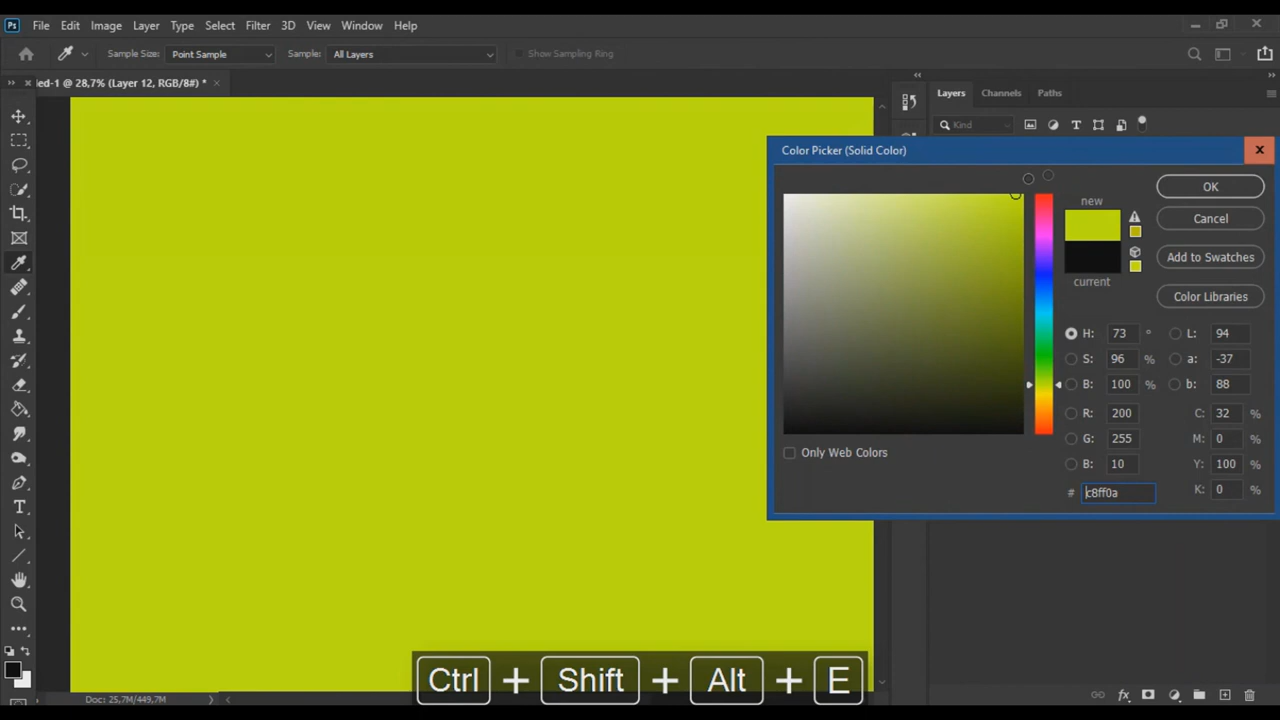 Ps File Edit Image Layer Type Select Filter 3D View Window Help
Sample Size: Point Sample Sample: All Layers Show Sampling Ring
led-1 @ 28,7% (Layer 12, RGB/8#) *
Layers Channels Paths
Kind
Color Picker (Solid Color)
new
current
OK
Cancel
Add to Swatches
Color Libraries
H: 73 ° L: 94
S: 96 % a: -37
B: 100 % b: 88
R: 200 C: 32 %
G: 255 M: 0 %
B: 10 Y: 100 %
# c8ff0a K: 0 %
Only Web Colors
Ctrl + Shift + Alt + E
Doc: 25,7M/449,7M
fx